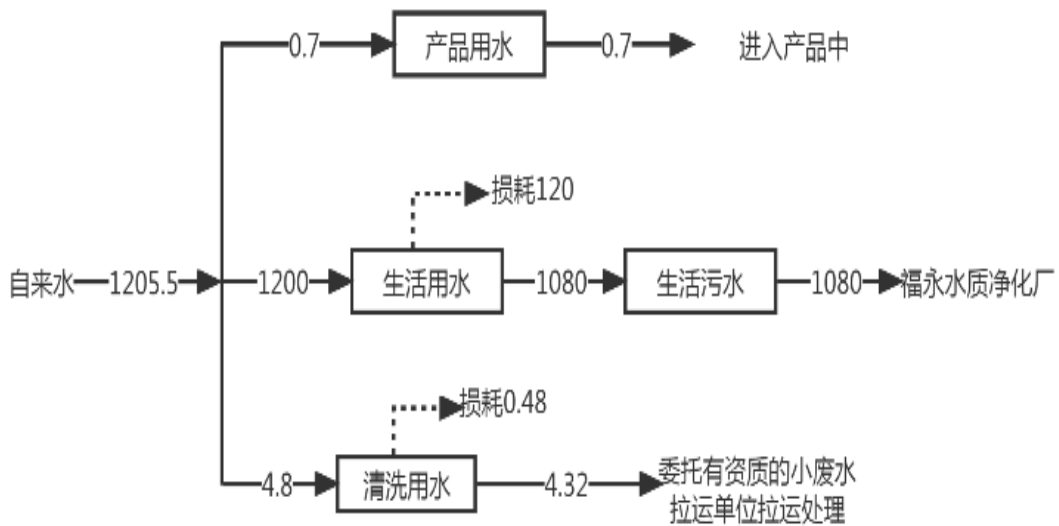 0.7
产品用水
0.7
进入产品中
损耗120
自来水
1205.5
1200
生活用水
1080
生活污水
1080
福永水质净化厂
损耗0.48
4.8
清洗用水
4.32
委托有资质的小废水
拉运单位拉运处理